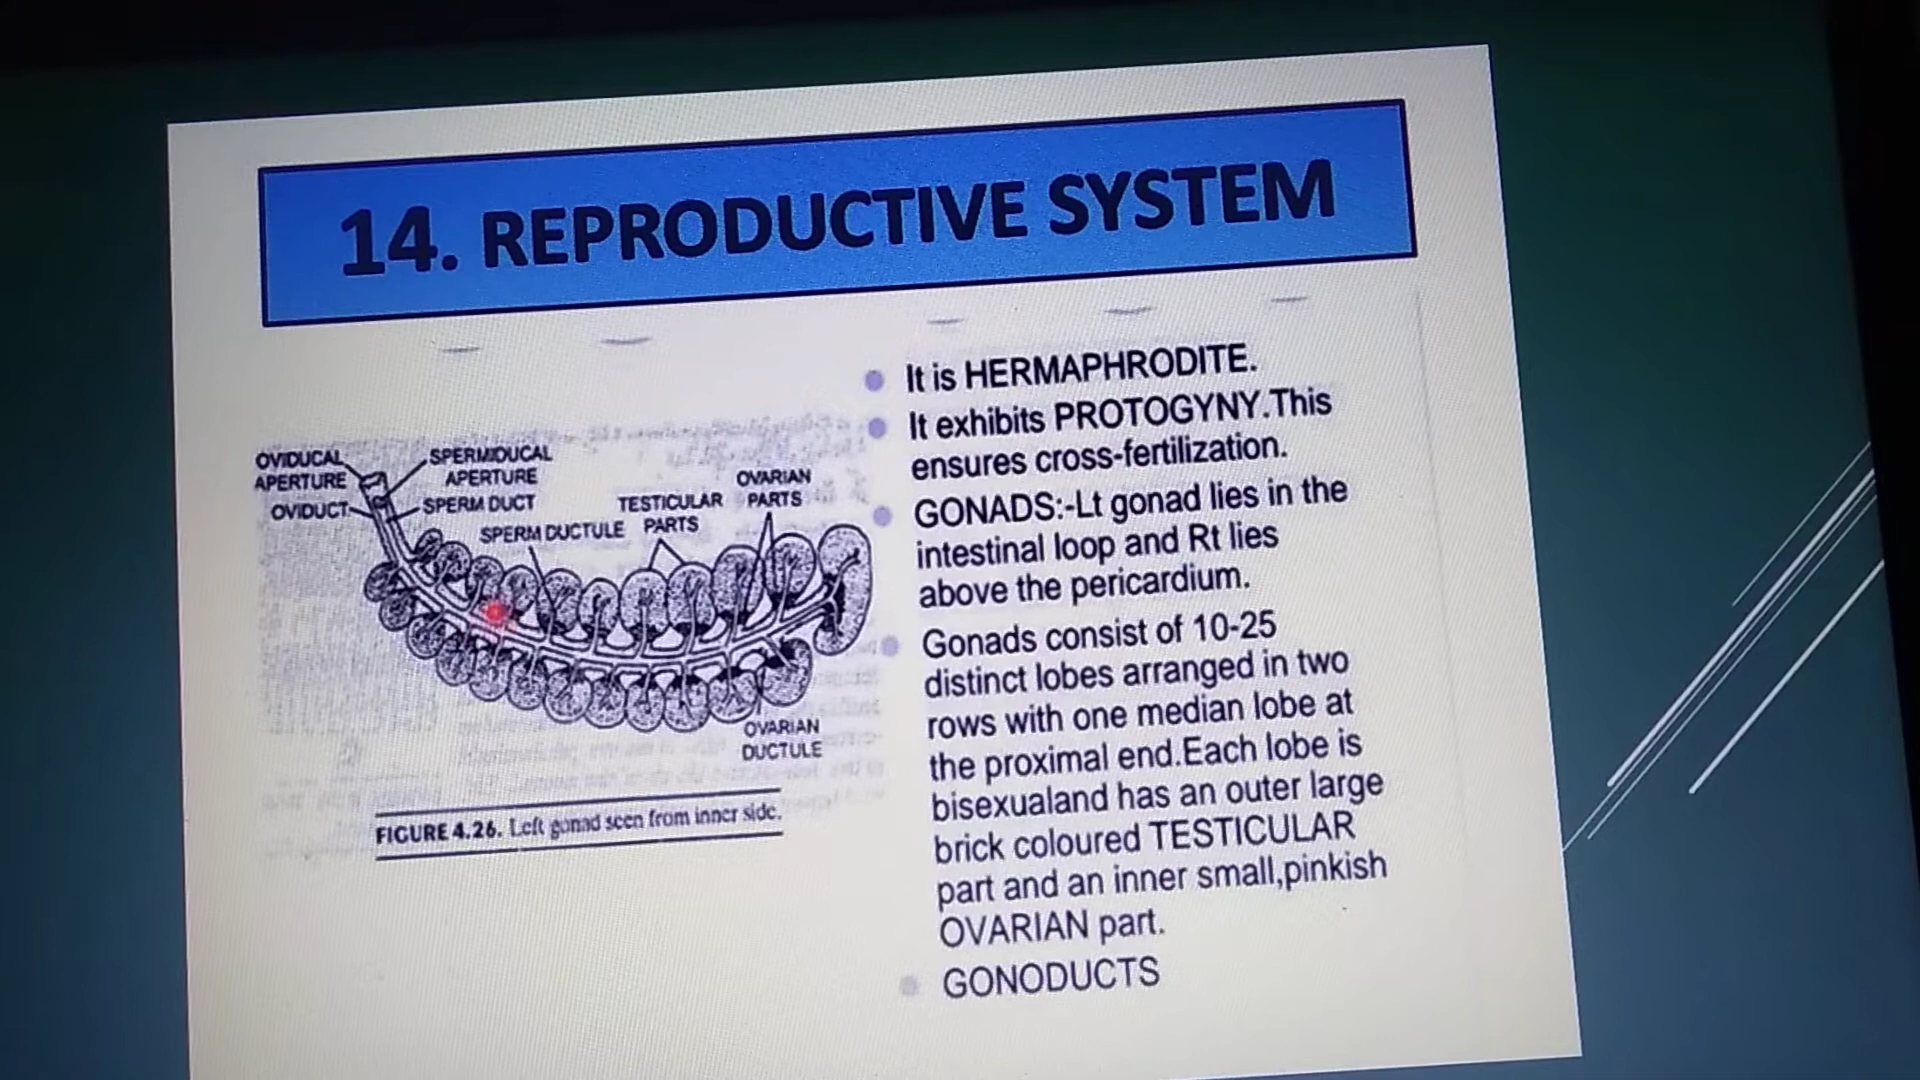 14. REPRODUCTIVE SYSTEM
OVIDUCAL
APERTURE
OVIDUCT
SPERMIDUCAL
APERTURE
SPERM DUCT
SPERM DUCTULE
TESTICULAR
PARTS
OVARIAN
PARTS
OVARIAN
DUCTULE
FIGURE 4.26. Left gonad seen from inner side.
It is HERMAPHRODITE.
It exhibits PROTOGYNY.This
ensures cross-fertilization.
GONADS:-Lt gonad lies in the
intestinal loop and Rt lies
above the pericardium.
Gonads consist of 10-25
distinct lobes arranged in two
rows with one median lobe at
the proximal end.Each lobe is
bisexualand has an outer large
brick coloured TESTICULAR
part and an inner small,pinkish
OVARIAN part.
GONODUCTS